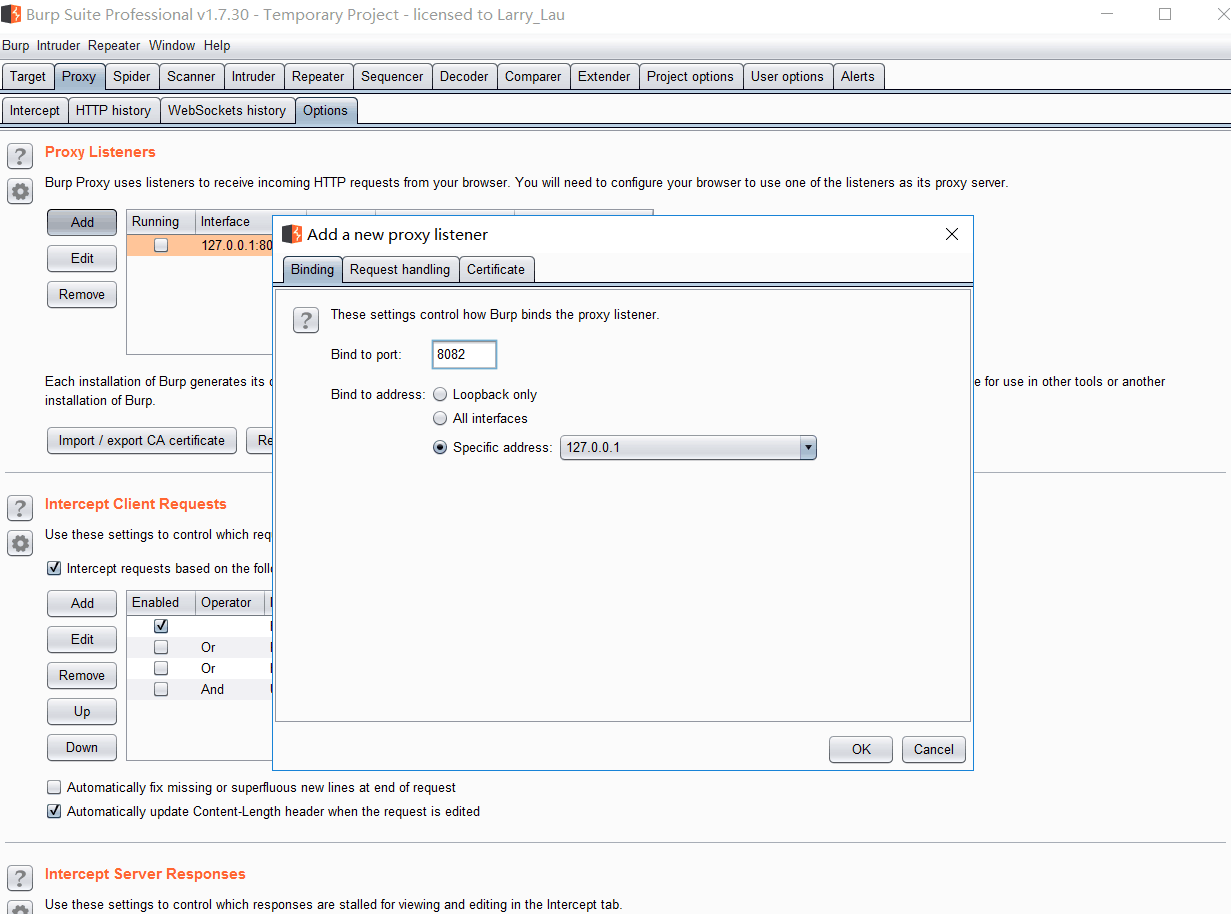 Burp Suite Professional v1.7.30 - Temporary Project - licensed to Larry_Lau
Burp Intruder Repeater Window Help
Target Proxy Spider Scanner Intruder Repeater Sequencer Decoder Comparer Extender Project options User options Alerts
Intercept HTTP history WebSockets history Options
? Proxy Listeners
Burp Proxy uses listeners to receive incoming HTTP requests from your browser. You will need to configure your browser to use one of the listeners as its proxy server.
Add Running Interface
127.0.0.1:80
Edit
Remove
Add a new proxy listener
Binding Request handling Certificate
? These settings control how Burp binds the proxy listener.
Bind to port: 8082
Bind to address: Loopback only
All interfaces
Specific address: 127.0.0.1
OK Cancel
Each installation of Burp generates its e for use in other tools or another
installation of Burp.
Import / export CA certificate Re
? Intercept Client Requests
Use these settings to control which req
Intercept requests based on the foll
Add Enabled Operator
Edit Or
Remove Or
And
Up
Down
Automatically fix missing or superfluous new lines at end of request
Automatically update Content-Length header when the request is edited
? Intercept Server Responses
Use these settings to control which responses are stalled for viewing and editing in the Intercept tab.